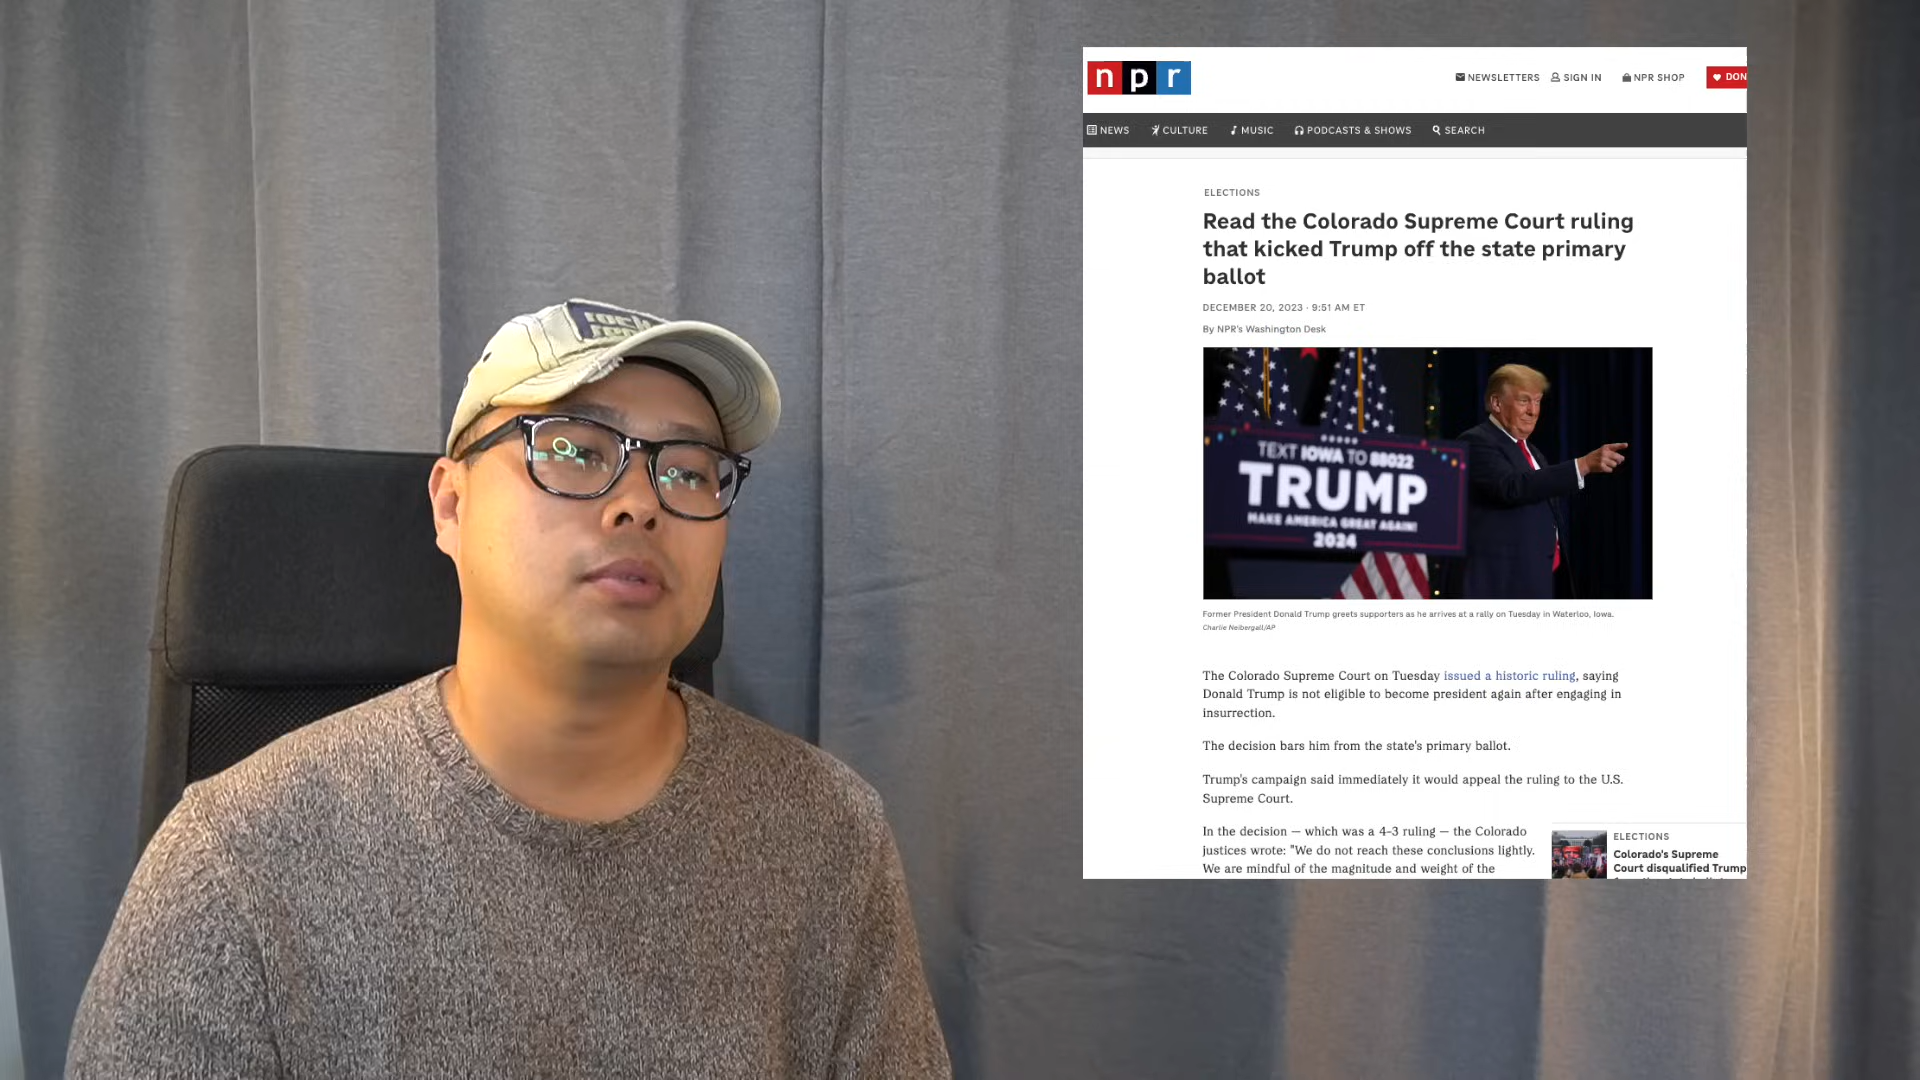 rock
npr
NEWSLETTERS SIGN IN NPR SHOP DON
NEWS CULTURE MUSIC PODCASTS & SHOWS SEARCH
ELECTIONS
Read the Colorado Supreme Court ruling
that kicked Trump off the state primary
ballot
DECEMBER 20, 2023 · 9:51 AM ET
By NPR's Washington Desk
TEXT IOWA TO 88022
TRUMP
MAKE AMERICA GREAT AGAIN!
2024
Former President Donald Trump greets supporters as he arrives at a rally on Tuesday in Waterloo, Iowa.
Charlie Neibergall/AP
The Colorado Supreme Court on Tuesday issued a historic ruling, saying
Donald Trump is not eligible to become president again after engaging in
insurrection.
The decision bars him from the state's primary ballot.
Trump's campaign said immediately it would appeal the ruling to the U.S.
Supreme Court.
In the decision — which was a 4-3 ruling — the Colorado
justices wrote: "We do not reach these conclusions lightly.
We are mindful of the magnitude and weight of the
ELECTIONS
Colorado's Supreme
Court disqualified Trump